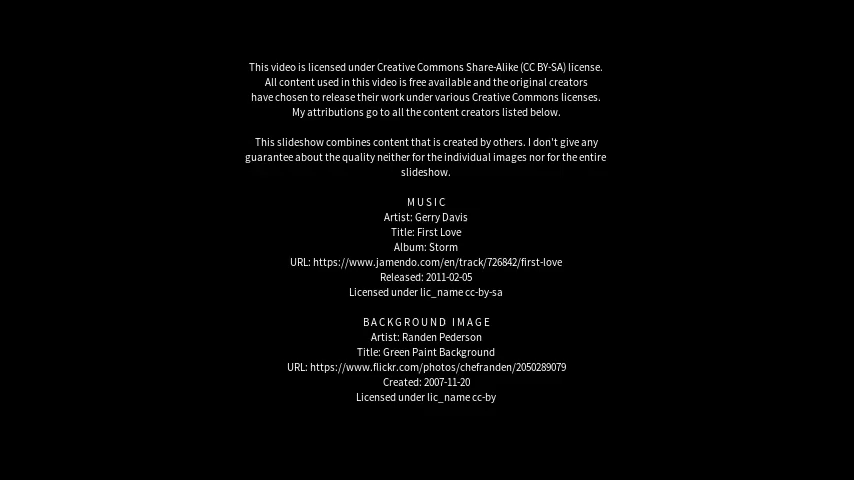 This video is licensed under Creative Commons Share-Alike (CC BY-SA) license.
All content used in this video is free available and the original creators
have chosen to release their work under various Creative Commons licenses.
My attributions go to all the content creators listed below.
This slideshow combines content that is created by others. I don't give any
guarantee about the quality neither for the individual images nor for the entire
slideshow.
MUSIC
Artist: Gerry Davis
Title: First Love
Album: Storm
URL: https://www.jamendo.com/en/track/726842/first-love
Released: 2011-02-05
Licensed under lic_name cc-by-sa
BACKGROUND IMAGE
Artist: Randen Pederson
Title: Green Paint Background
URL: https://www.flickr.com/photos/chefranden/2050289079
Created: 2007-11-20
Licensed under lic_name cc-by